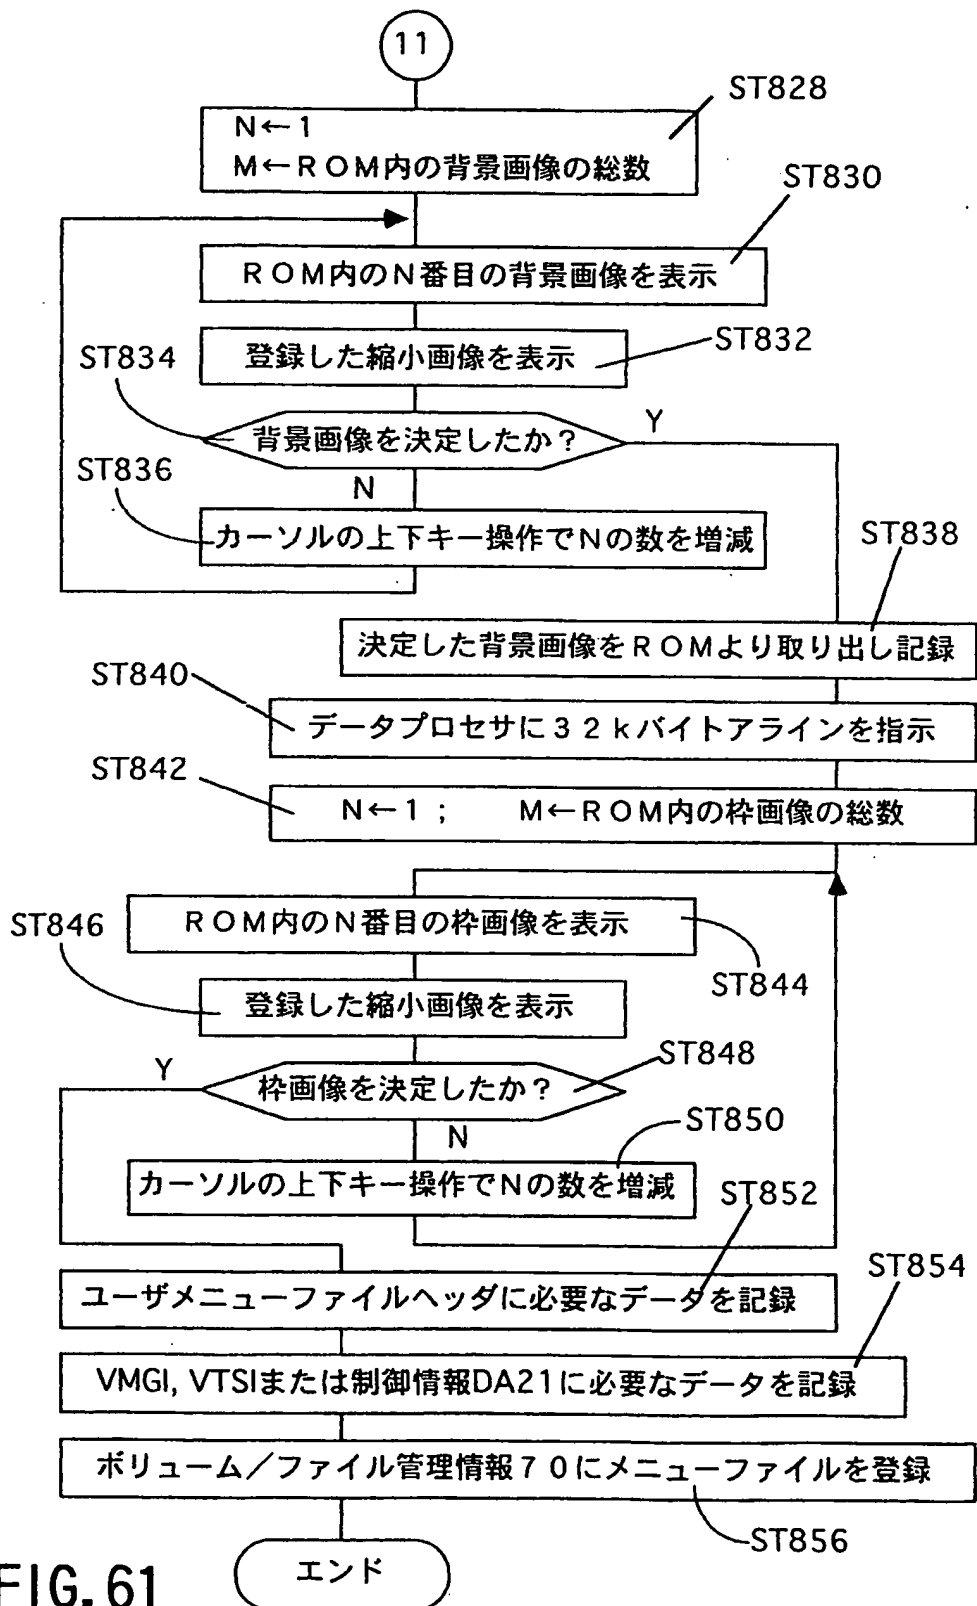 11
ST828
N←1
M←ROM内の背景画像の総数
ST830
ROM内のN番目の背景画像を表示
ST832
登録した縮小画像を表示
ST834
背景画像を決定したか？
Y
N
ST836
カーソルの上下キー操作でNの数を増減
ST838
決定した背景画像をROMより取り出し記録
ST840
データプロセサに32kバイトアラインを指示
ST842
N←1； M←ROM内の枠画像の総数
ST846
ROM内のN番目の枠画像を表示
ST844
登録した縮小画像を表示
Y
枠画像を決定したか？
ST848
N
ST850
カーソルの上下キー操作でNの数を増減
ST852
ユーザメニューファイルヘッダに必要なデータを記録
ST854
VMGI, VTSIまたは制御情報DA21に必要なデータを記録
ボリューム／ファイル管理情報70にメニューファイルを登録
ST856
エンド
FIG. 61